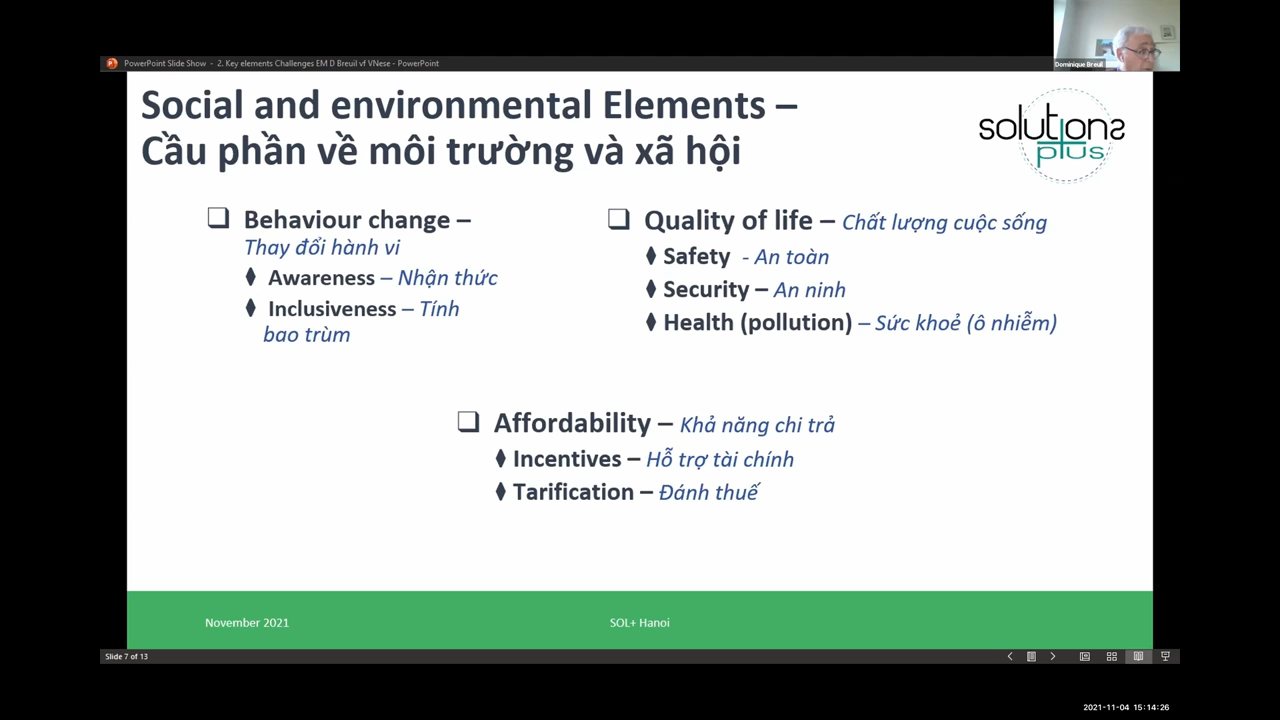 Dominique Breuil
PowerPoint Slide Show - 2. Key elements Challenges EM D Breuil vf VNese - PowerPoint
Social and environmental Elements –
Cầu phần về môi trường và xã hội
solutions
plus
❑ Behaviour change –
Thay đổi hành vi
♦ Awareness – Nhận thức
♦ Inclusiveness – Tính
bao trùm
❑ Quality of life – Chất lượng cuộc sống
♦ Safety - An toàn
♦ Security – An ninh
♦ Health (pollution) – Sức khoẻ (ô nhiễm)
❑ Affordability – Khả năng chi trả
♦ Incentives – Hỗ trợ tài chính
♦ Tarification – Đánh thuế
November 2021
SOL+ Hanoi
Slide 7 of 13
2021-11-04 15:14:26